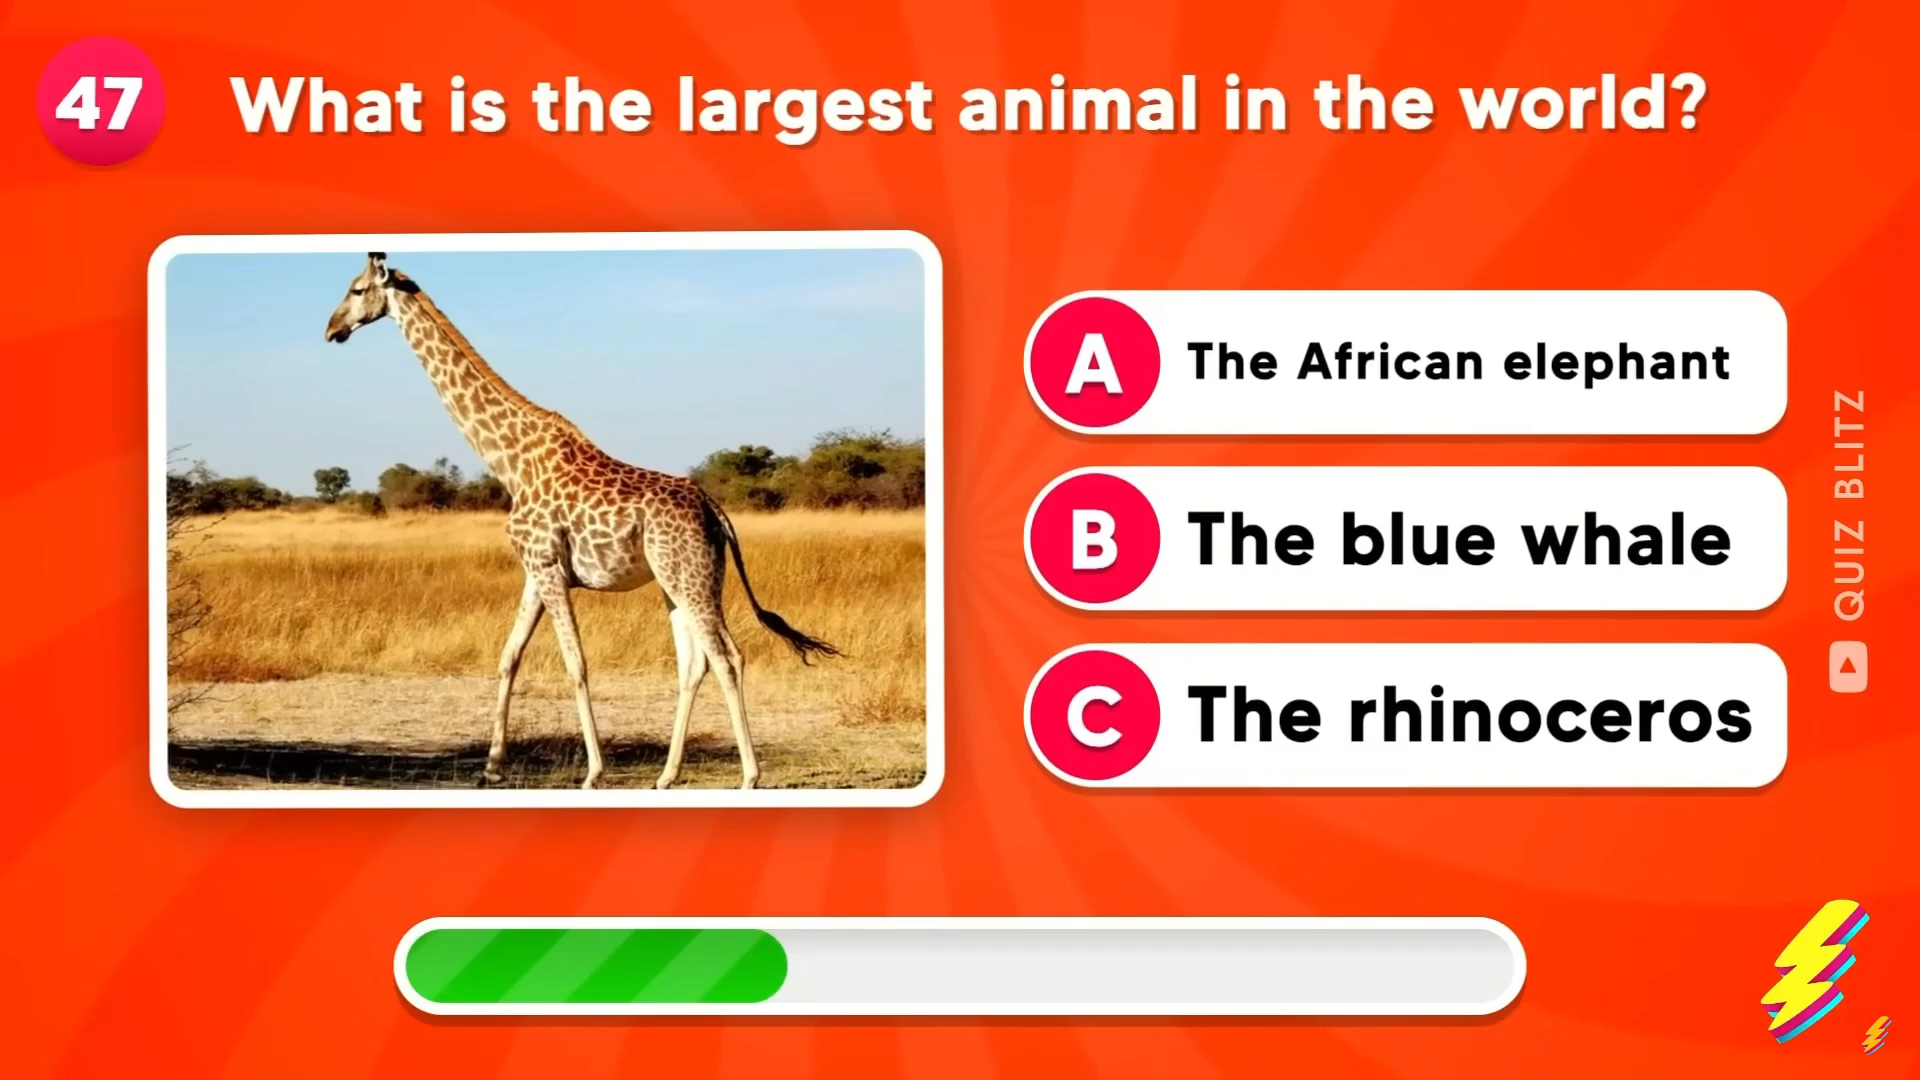 47
What is the largest animal in the world?
A The African elephant
B The blue whale
C The rhinoceros
QUIZ BLITZ